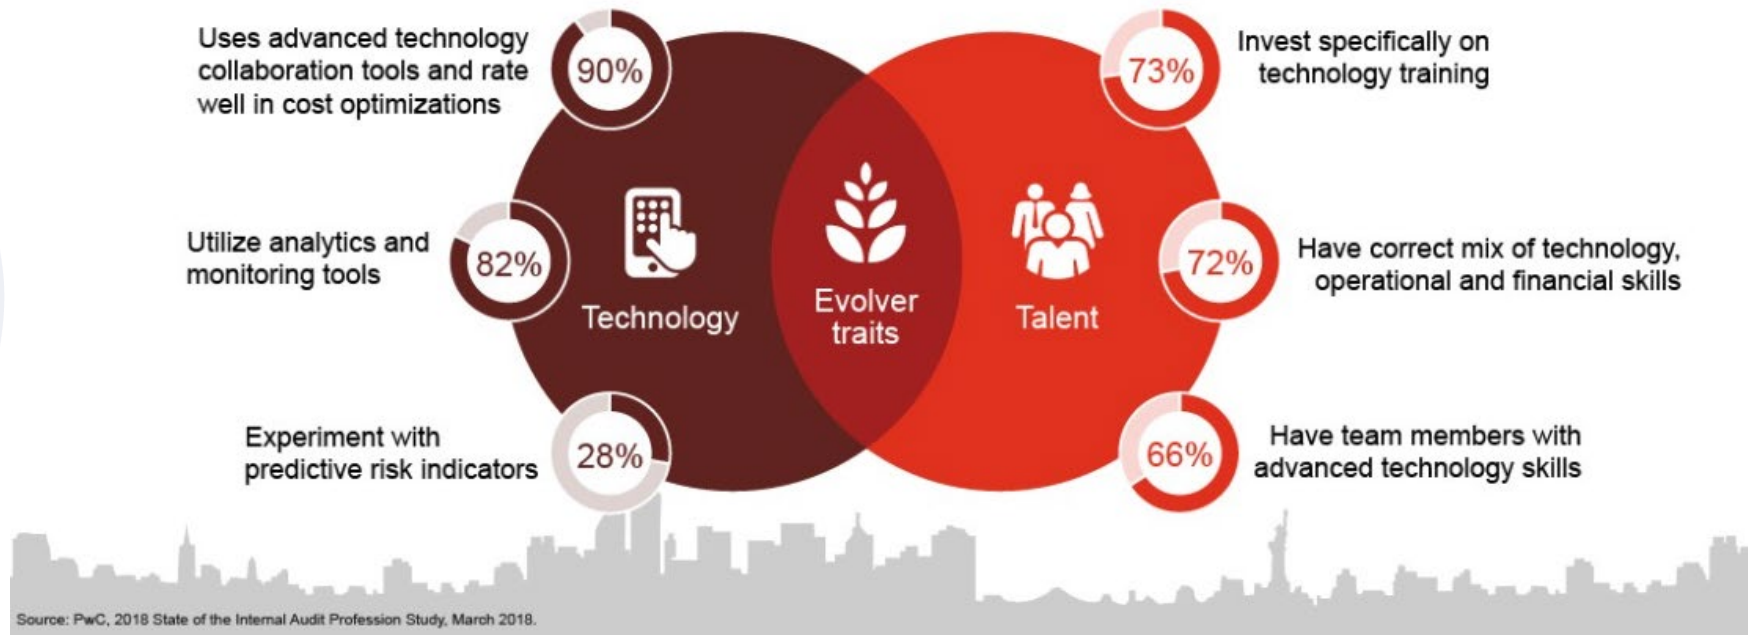 Uses advanced technology
collaboration tools and rate
well in cost optimizations
90%
Utilize analytics and
monitoring tools
82%
Experiment with
predictive risk indicators
28%
Technology
Evolver
traits
Talent
73%
Invest specifically on
technology training
72%
Have correct mix of technology,
operational and financial skills
66%
Have team members with
advanced technology skills
Source: PwC, 2018 State of the Internal Audit Profession Study, March 2018.